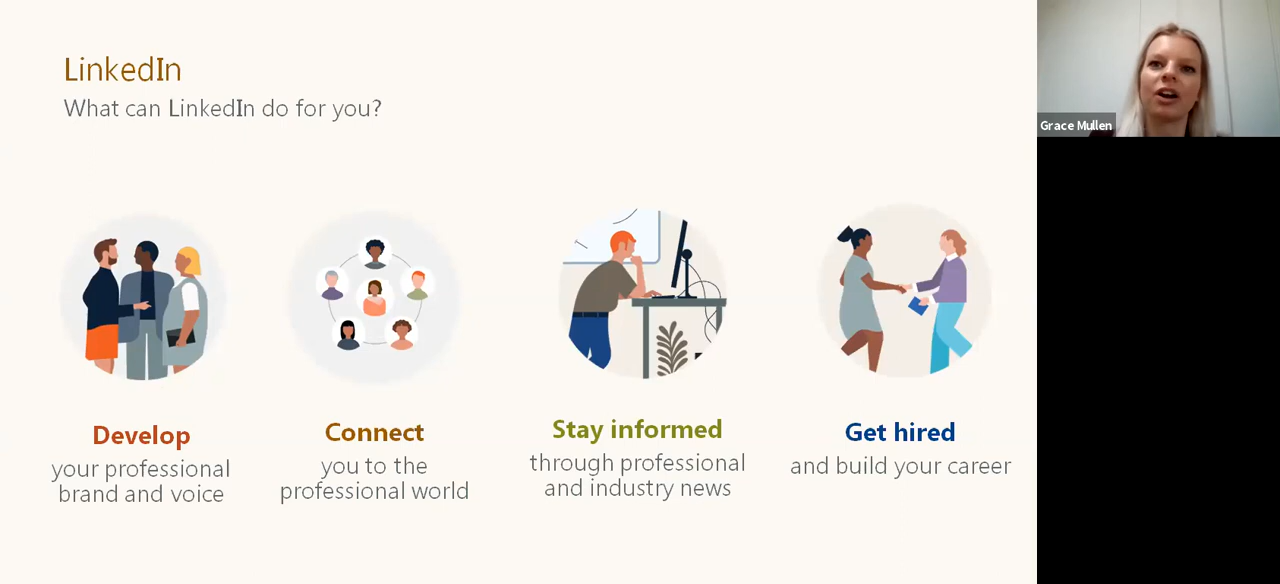 LinkedIn
What can LinkedIn do for you?
Grace Mullen
Develop
your professional
brand and voice
Connect
you to the
professional world
Stay informed
through professional
and industry news
Get hired
and build your career